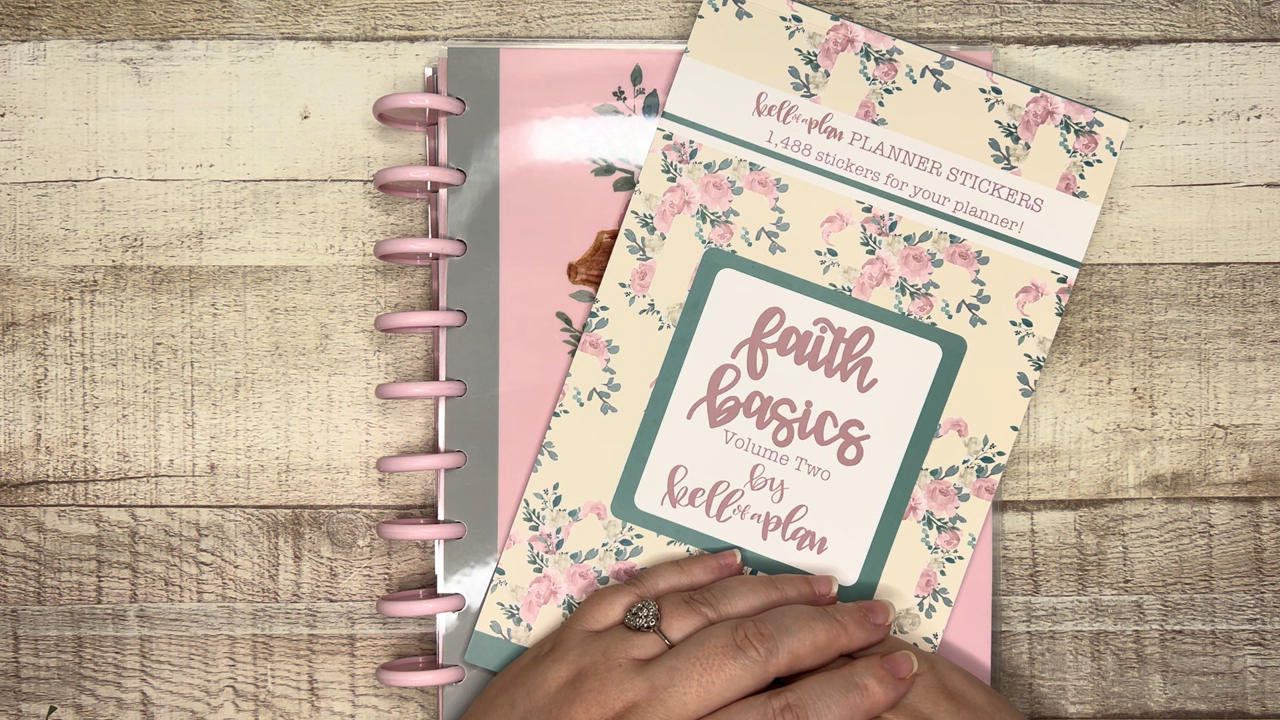 kell of a plan PLANNER STICKERS
1,488 stickers for your planner!
faith
basics
Volume Two
by
kell of a plan